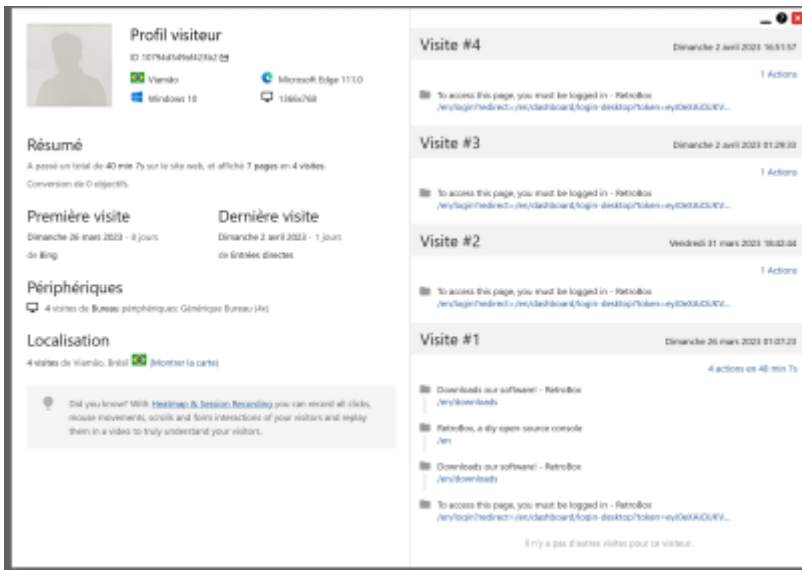 Profil visiteur
Viamão
Microsoft Edge 111.0
Windows 10
1366x768
Résumé
A passé un total de 40 min 7s sur le site web, et affiché 7 pages en 4 visites.
Conversion de 0 objectifs.
Première visite
Dimanche 26 mars 2023 - 8 jours
de Bing
Dernière visite
Dimanche 2 avril 2023 - 1 jours
de Entrées directes
Périphériques
4 visites de Bureau périphériques: Générique Bureau (4x)
Localisation
4 visites de Viamão, Brésil (Montrer la carte)
Did you know? With Heatmap & Session Recording you can record all clicks,
mouse movements, scrolls and form interactions of your visitors and replay
them in a video to truly understand your visitors.
Visite #4
Dimanche 2 avril 2023 16:51:57
1 Actions
To access this page, you must be logged in - RetroBox
/en/login?redirect=/en/dashboard/login-desktop?token=
Visite #3
Dimanche 2 avril 2023 01:29:33
1 Actions
To access this page, you must be logged in - RetroBox
/en/login?redirect=/en/dashboard/login-desktop?token=
Visite #2
Vendredi 31 mars 2023 18:42:44
1 Actions
To access this page, you must be logged in - RetroBox
/en/login?redirect=/en/dashboard/login-desktop?token=
Visite #1
Dimanche 26 mars 2023 01:07:23
4 actions en 40 min 7s
Downloads our software! - RetroBox
/en/downloads
RetroBox, a diy open source console
/en
Downloads our software! - RetroBox
/en/downloads
To access this page, you must be logged in - RetroBox
/en/login?redirect=/en/dashboard/login-desktop?token=
Il n'y a pas d'autres visites pour ce visiteur.